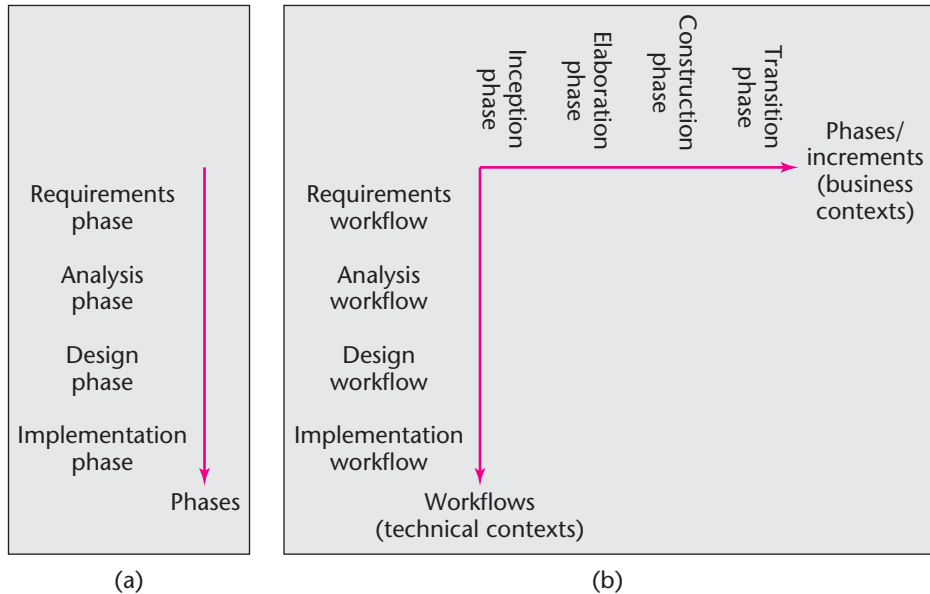 Requirements
phase
Analysis
phase
Design
phase
Implementation
phase
Phases
(a)
Inception
phase
Elaboration
phase
Construction
phase
Transition
phase
Phases/
increments
(business
contexts)
Requirements
workflow
Analysis
workflow
Design
workflow
Implementation
workflow
Workflows
(technical contexts)
(b)